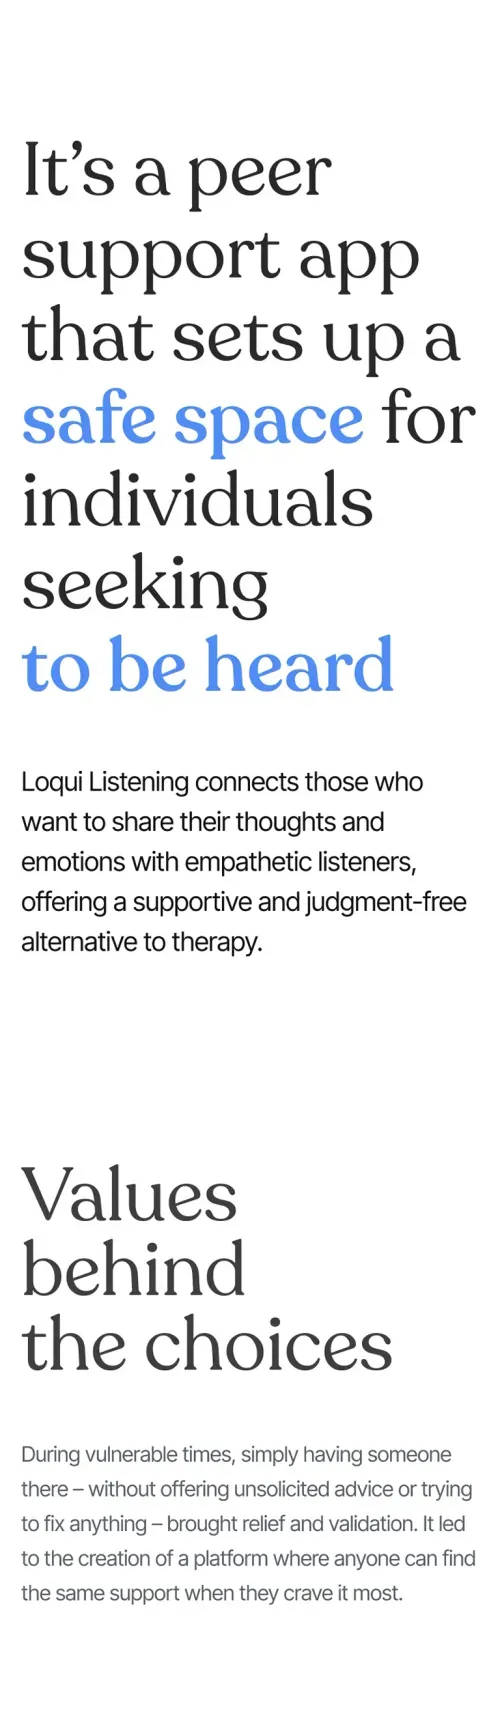 It’s a peer
support app
that sets up a
safe space for
individuals
seeking
to be heard
Loqui Listening connects those who
want to share their thoughts and
emotions with empathetic listeners,
offering a supportive and judgment-free
alternative to therapy.
Values
behind
the choices
During vulnerable times, simply having someone
there – without offering unsolicited advice or trying
to fix anything – brought relief and validation. It led
to the creation of a platform where anyone can find
the same support when they crave it most.